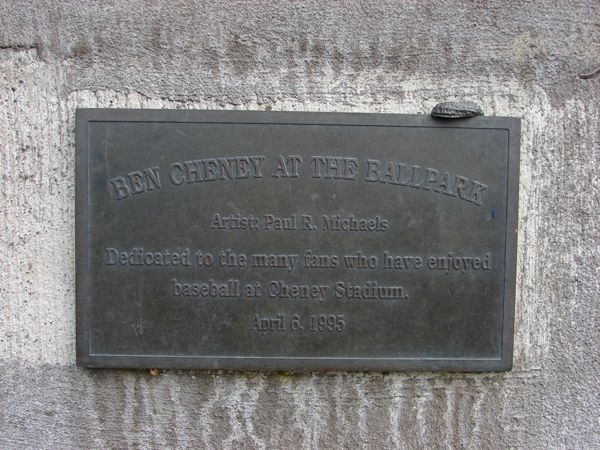 BEN CHENEY AT THE BALLPARK
Artist: Paul R. Michaels
Dedicated to the many fans who have enjoyed
baseball at Cheney Stadium.
April 6, 1995